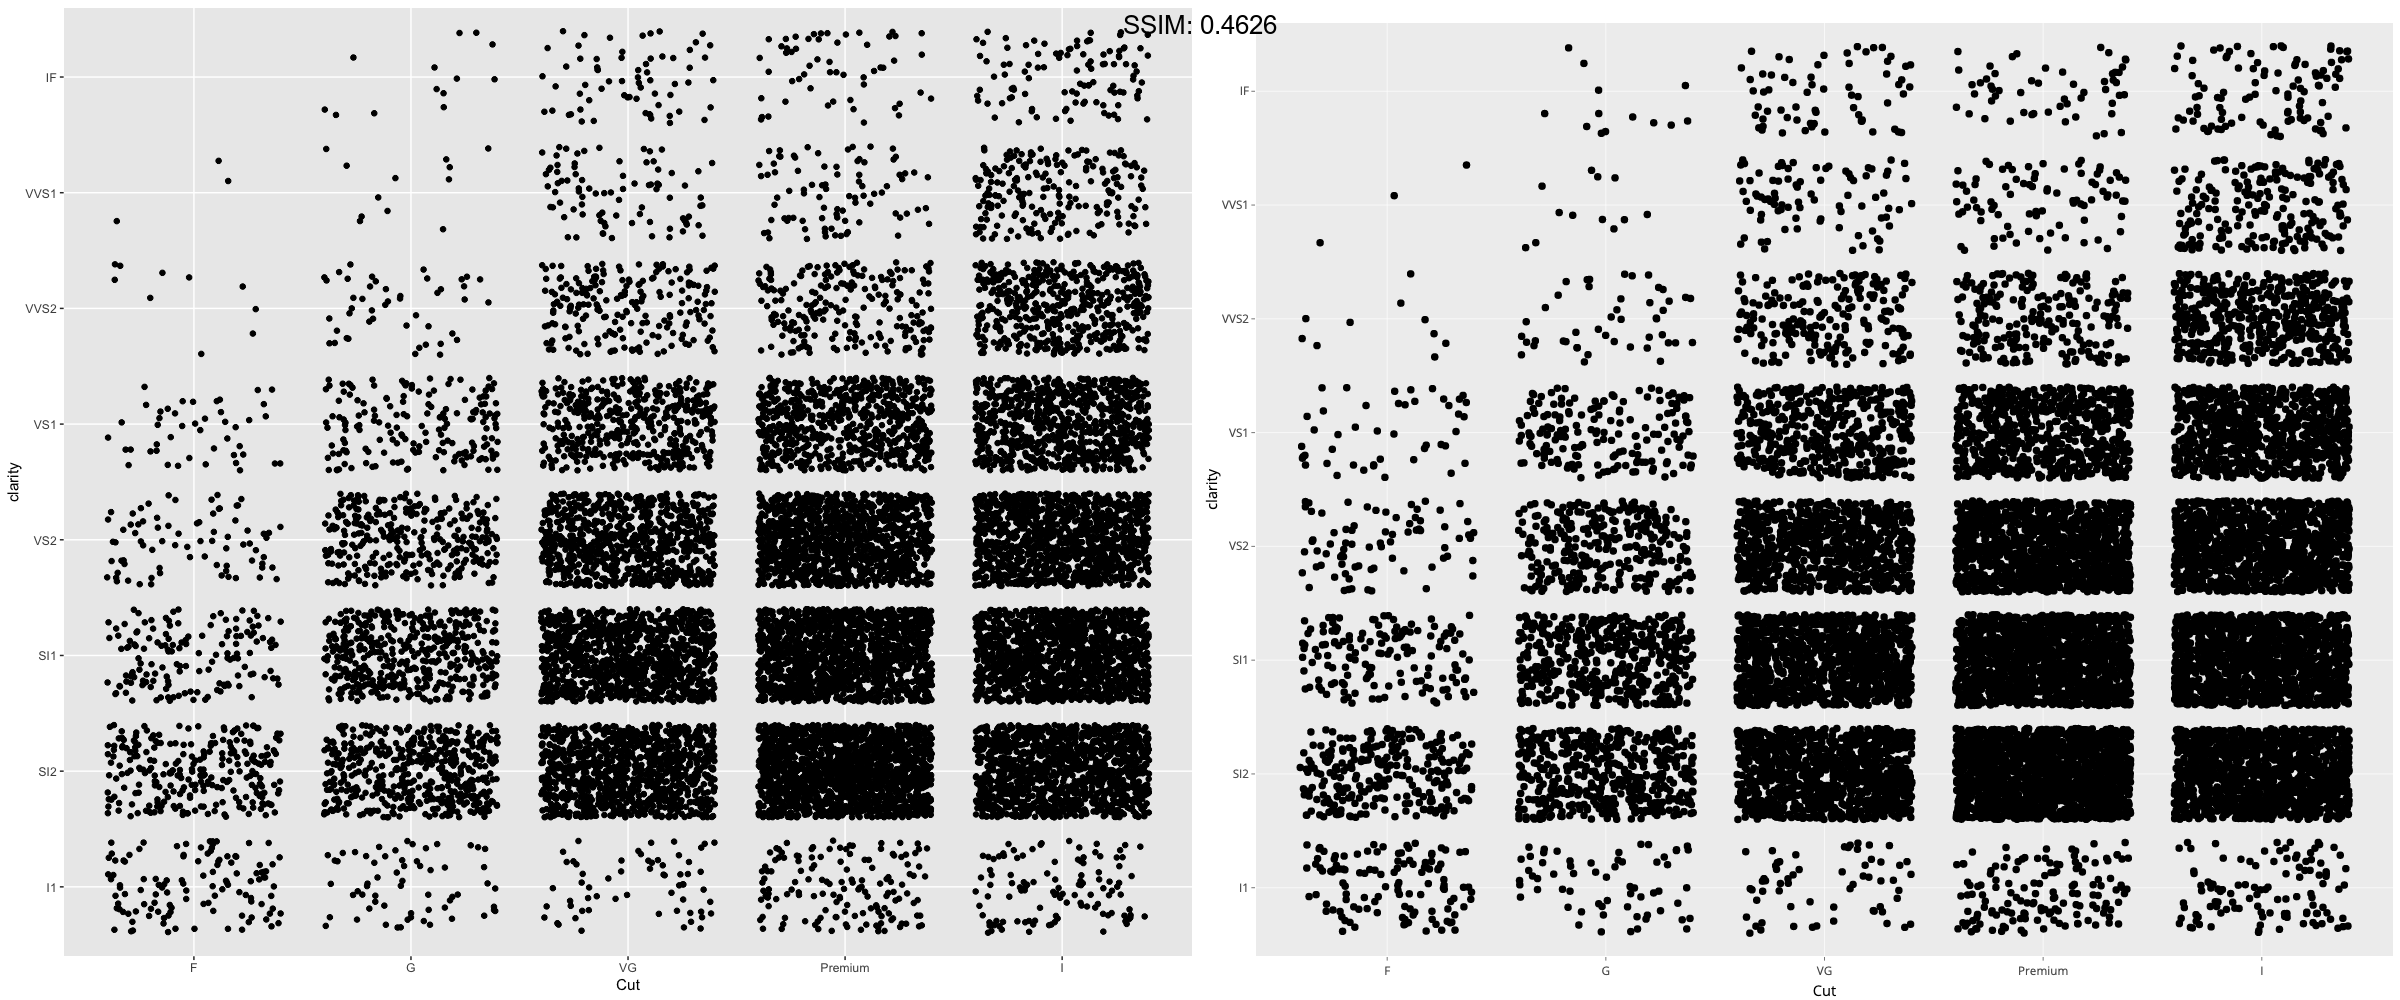 SSIM: 0.4626
clarity
IF
VVS1
VVS2
VS1
VS2
SI1
SI2
I1
F G VG Premium I
Cut
clarity
IF
VVS1
VVS2
VS1
VS2
SI1
SI2
I1
F G VG Premium I
Cut